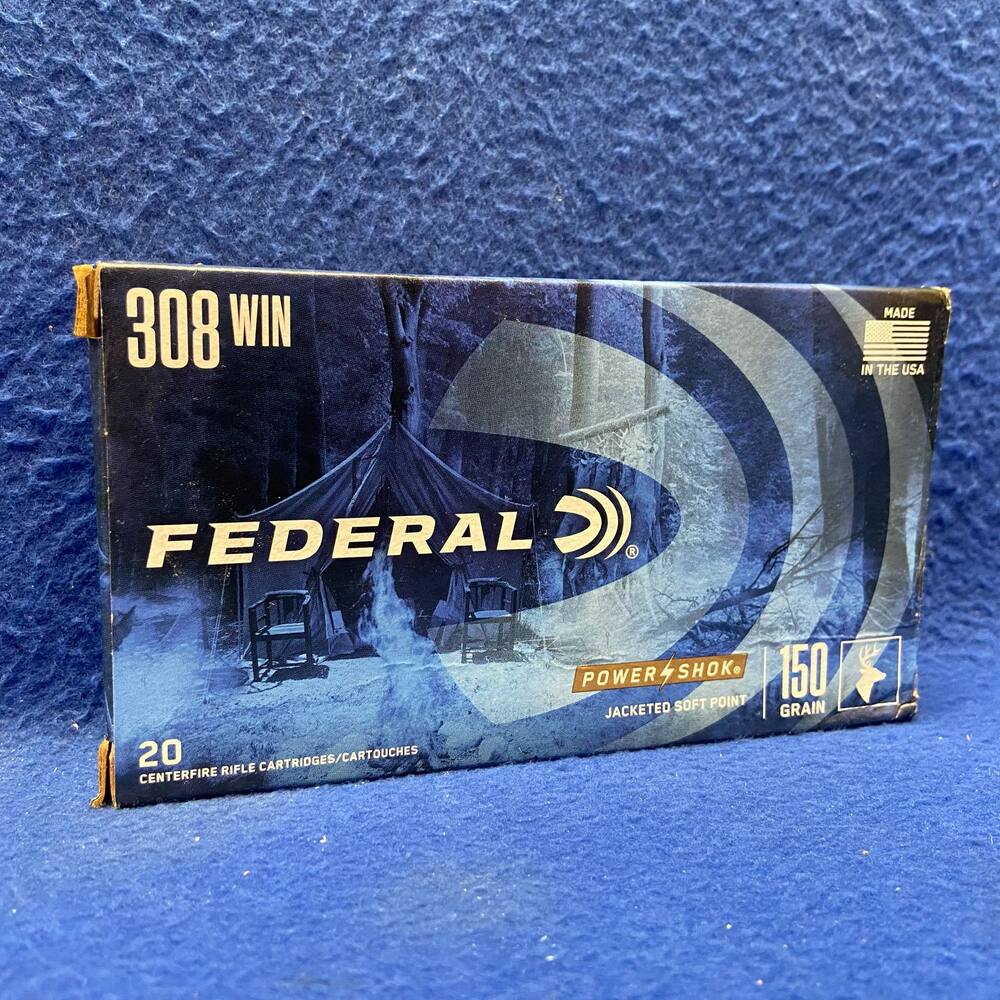 308 WIN
MADE
IN THE USA
FEDERAL®
POWER SHOK®
JACKETED SOFT POINT
150
GRAIN
20
CENTERFIRE RIFLE CARTRIDGES/CARTOUCHES